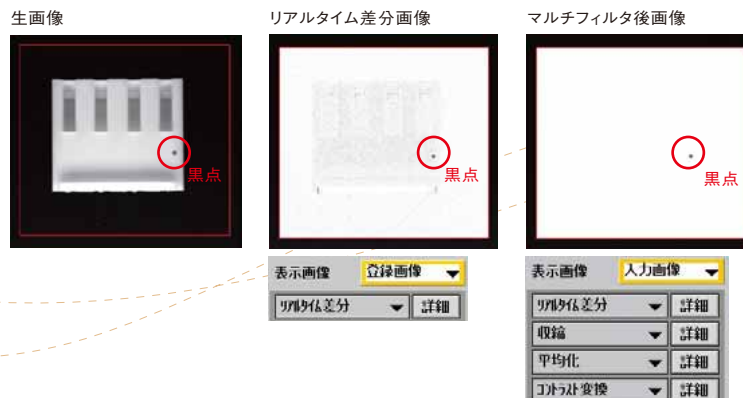 生画像
リアルタイム差分画像
マルチフィルタ後画像
黒点
黒点
黒点
表示画像 登録画像
リアルタイム差分 詳細
表示画像 入力画像
リアルタイム差分 詳細
収縮 詳細
平均化 詳細
コントラスト変換 詳細